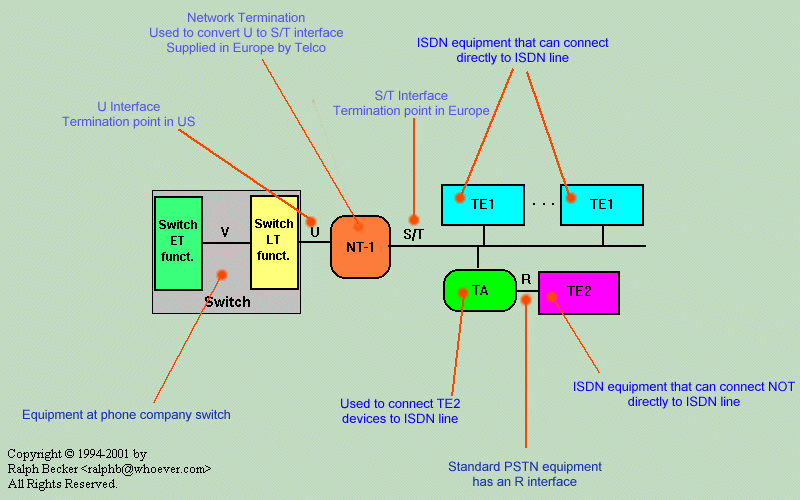 Network Termination
Used to convert U to S/T interface
Supplied in Europe by Telco
ISDN equipment that can connect
directly to ISDN line
U Interface
Termination point in US
S/T Interface
Termination point in Europe
Switch
ET
funct.
V
Switch
LT
funct.
Switch
U
NT-1
S/T
TE1
. . .
TE1
TA
R
TE2
Equipment at phone company switch
Used to connect TE2
devices to ISDN line
ISDN equipment that can connect NOT
directly to ISDN line
Standard PSTN equipment
has an R interface
Copyright © 1994-2001 by
Ralph Becker <ralphb@whoever.com>
All Rights Reserved.